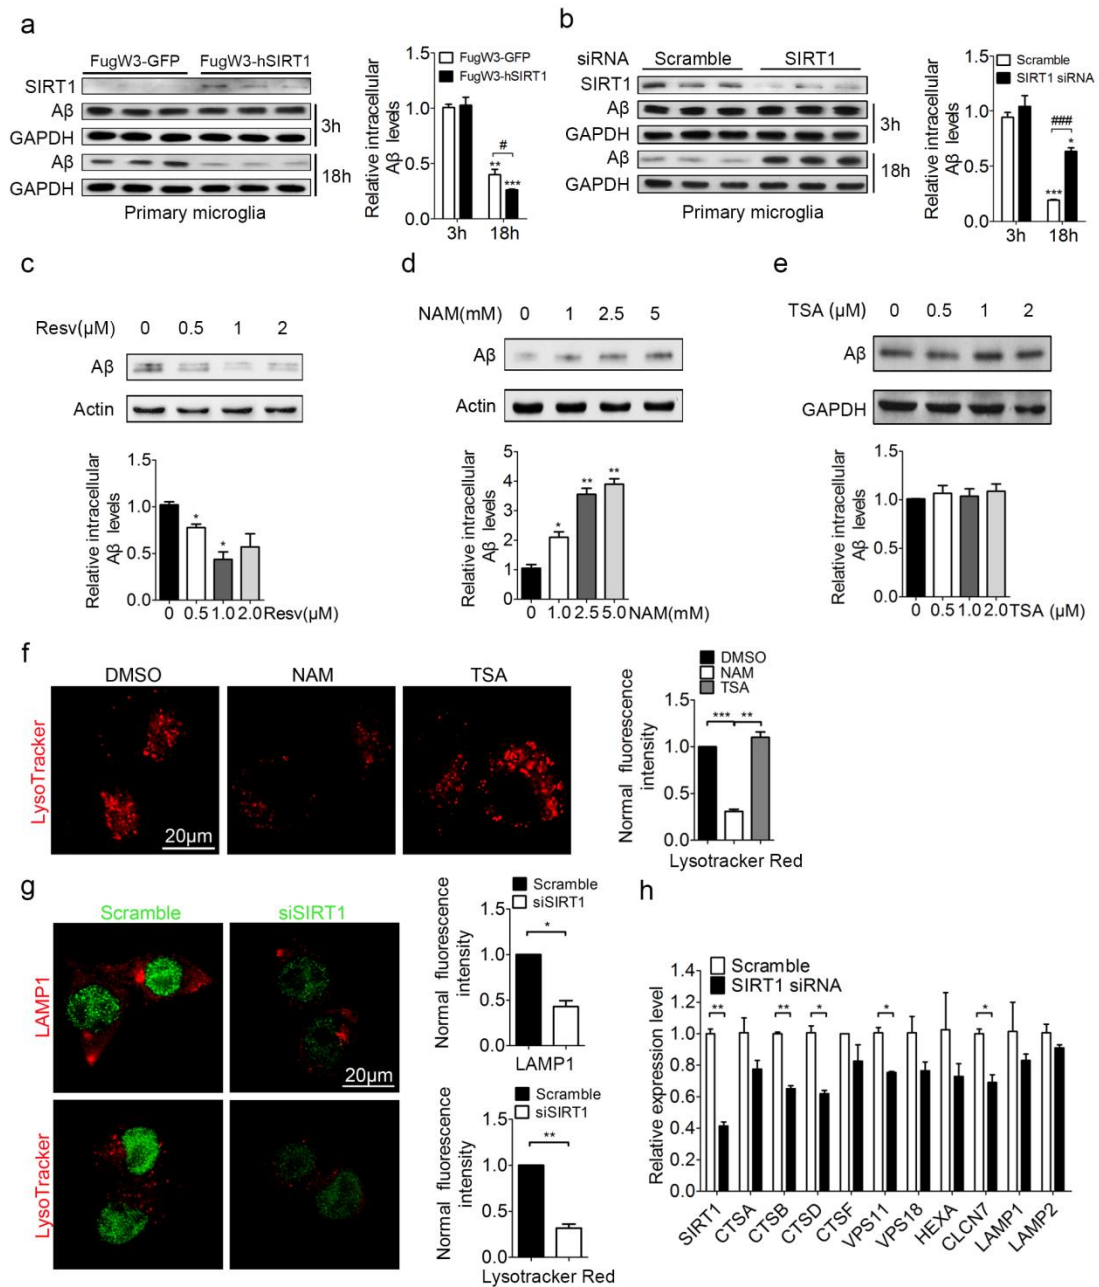 a
FugW3-GFP FugW3-hSIRT1
SIRT1
Aβ
GAPDH
3h
Aβ
GAPDH
18h
Primary microglia
Relative intracellular
Aβ levels
1.5
1.0
0.5
0.0
FugW3-GFP
FugW3-hSIRT1
#
**
***
3h 18h
b
siRNA Scramble SIRT1
SIRT1
Aβ
GAPDH
3h
Aβ
GAPDH
18h
Primary microglia
Relative intracellular
Aβ levels
1.5
1.0
0.5
0.0
Scramble
SIRT1 siRNA
###
*
***
3h 18h
c
Resv(μM) 0 0.5 1 2
Aβ
Actin
Relative intracellular
Aβ levels
1.5
1.0
0.5
0.0
* *
0 0.5 1.0 2.0 Resv(μM)
d
NAM(mM) 0 1 2.5 5
Aβ
Actin
Relative intracellular
Aβ levels
5
4
3
2
1
0
* ** **
0 1.0 2.5 5.0 NAM(mM)
e
TSA (μM) 0 0.5 1 2
Aβ
GAPDH
Relative intracellular
Aβ levels
1.5
1.0
0.5
0.0
0 0.5 1.0 2.0 TSA (μM)
f
DMSO NAM TSA
LysoTracker
20μm
DMSO
NAM
TSA
Normal fluorescence
intensity
1.5
1.0
0.5
0.0
*** **
Lysotracker Red
g
Scramble siSIRT1
LAMP1
20μm
LysoTracker
Scramble
siSIRT1
Normal fluorescence
intensity
1.5
1.0
0.5
0.0
*
LAMP1
Scramble
siSIRT1
Normal fluorescence
intensity
1.5
1.0
0.5
0.0
**
Lysotracker Red
h
Scramble
SIRT1 siRNA
Relative expression level
1.4
1.2
1.0
0.8
0.6
0.4
0.2
0.0
** ** * * *
SIRT1 CTSA CTSB CTSD CTSF VPS11 VPS18 HEXA CLCN7 LAMP1 LAMP2